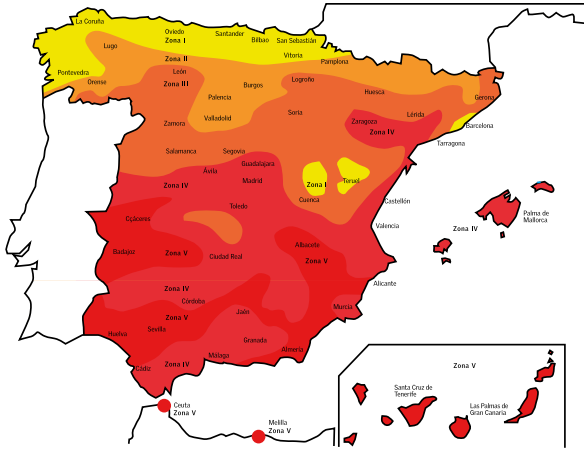 La Coruña
Oviedo
Zona I
Santander
Bilbao
San Sebastián
Lugo
Vitoria
Zona II
Pamplona
Pontevedra
Orense
León
Zona III
Burgos
Logroño
Huesca
Gerona
Palencia
Valladolid
Zamora
Soria
Zaragoza
Lérida
Zona IV
Barcelona
Tarragona
Salamanca
Segovia
Guadalajara
Ávila
Zona IV
Madrid
Zona I
Teruel
Cuenca
Toledo
Castellón
Cçáceres
Valencia
Palma de
Mallorca
Zona IV
Badajoz
Zona V
Ciudad Real
Albacete
Zona V
Alicante
Zona IV
Córdoba
Zona V
Jaén
Murcia
Huelva
Sevilla
Granada
Almería
Málaga
Cádiz
Zona IV
Zona V
Santa Cruz de
Tenerife
Las Palmas de
Gran Canaria
Ceuta
Zona V
Melilla
Zona V